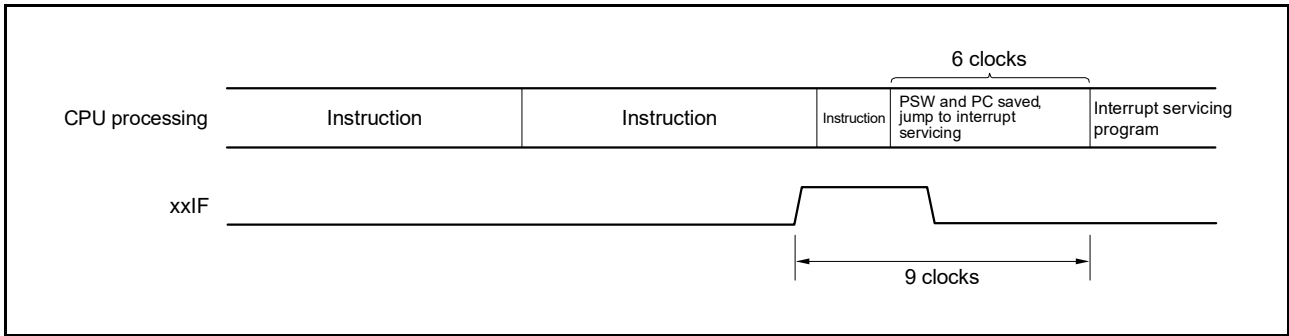 6 clocks
CPU processing
Instruction
Instruction
Instruction
PSW and PC saved,
jump to interrupt
servicing
Interrupt servicing
program
xxIF
9 clocks